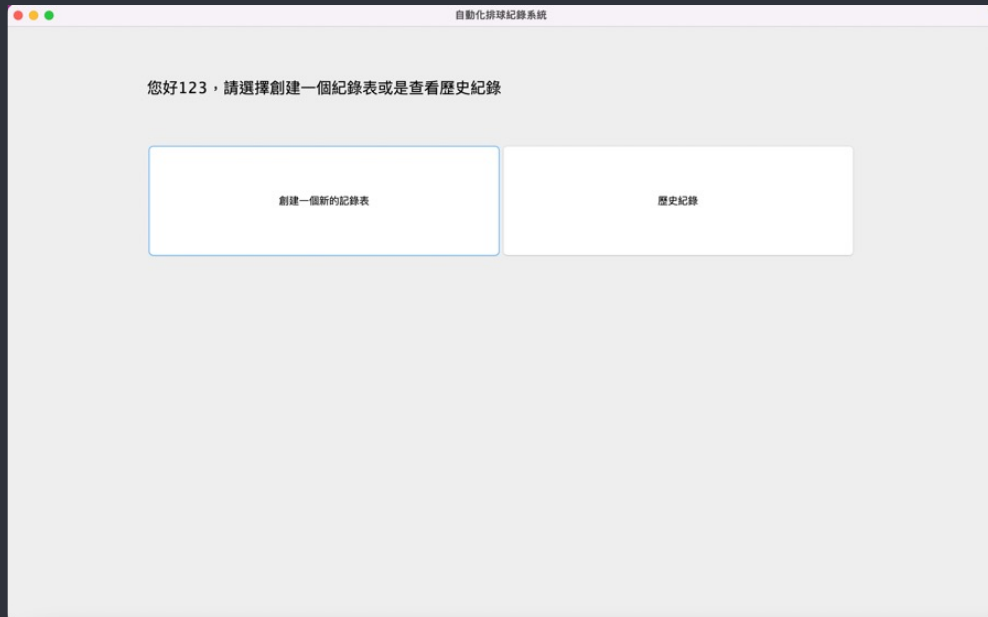 自動化排球紀錄系統
您好123，請選擇創建一個紀錄表或是查看歷史紀錄
創建一個新的記錄表
歷史紀錄